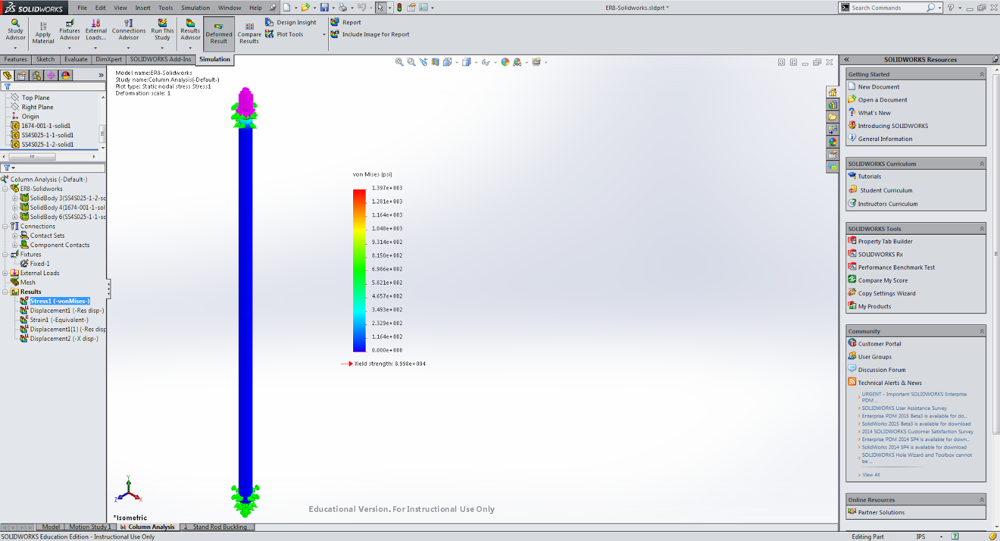 SOLIDWORKS File Edit View Insert Tools Simulation Window Help ER8-Solidworks.sldprt * Search Commands
Study Advisor
Apply Material
Fixtures Advisor
External Loads...
Connections Advisor
Run This Study
Results Advisor
Deformed Result
Compare Results
Design Insight
Plot Tools
Report
Include Image for Report
Features Sketch Evaluate DimXpert SOLIDWORKS Add-Ins Simulation
Top Plane
Right Plane
Origin
1674-001-1-solid1
SS4S025-1-1-solid1
SS4S025-1-2-solid1
Column Analysis (-Default-)
ER8-Solidworks
SolidBody 3(SS4S025-1-2-sc
SolidBody 4(1674-001-1-sol
SolidBody 6(SS4S025-1-1-sc
Connections
Contact Sets
Component Contacts
Fixtures
Fixed-1
External Loads
Mesh
Results
Stress1 (-vonMises-)
Displacement1 (-Res disp-)
Strain1 (-Equivalent-)
Displacement1(1) (-Res disp
Displacement2 (-X disp-)
Model name:ER8-Solidworks
Study name:Column Analysis(-Default-)
Plot type: Static nodal stress Stress1
Deformation scale: 1
von Mises (psi)
1.397e+003
1.281e+003
1.164e+003
1.048e+003
9.314e+002
8.150e+002
6.986e+002
5.821e+002
4.657e+002
3.493e+002
2.329e+002
1.164e+002
0.000e+000
Yield strength: 8.998e+004
Y
Z
X
*Isometric
Educational Version. For Instructional Use Only
SOLIDWORKS Resources
Getting Started
New Document
Open a Document
What's New
Introducing SOLIDWORKS
General Information
SOLIDWORKS Curriculum
Tutorials
Student Curriculum
Instructors Curriculum
SOLIDWORKS Tools
Property Tab Builder
SOLIDWORKS Rx
Performance Benchmark Test
Compare My Score
Copy Settings Wizard
My Products
Community
Customer Portal
User Groups
Discussion Forum
Technical Alerts & News
URGENT - Important SOLIDWORKS Enterprise
PDM ...
SOLIDWORKS User Assistance Survey
Enterprise PDM 2015 Beta3 is available for do...
SolidWorks 2015 Beta3 is available for download
2014 SOLIDWORKS Customer Satisfaction Survey
Enterprise PDM 2014 SP4 is available for down...
SolidWorks 2014 SP4 is available for download
SOLIDWORKS Hole Wizard and Toolbox cannot
be ...
View All
Online Resources
Partner Solutions
Model Motion Study 1 Column Analysis Stand Rod Buckling
SOLIDWORKS Education Edition - Instructional Use Only Editing Part IPS